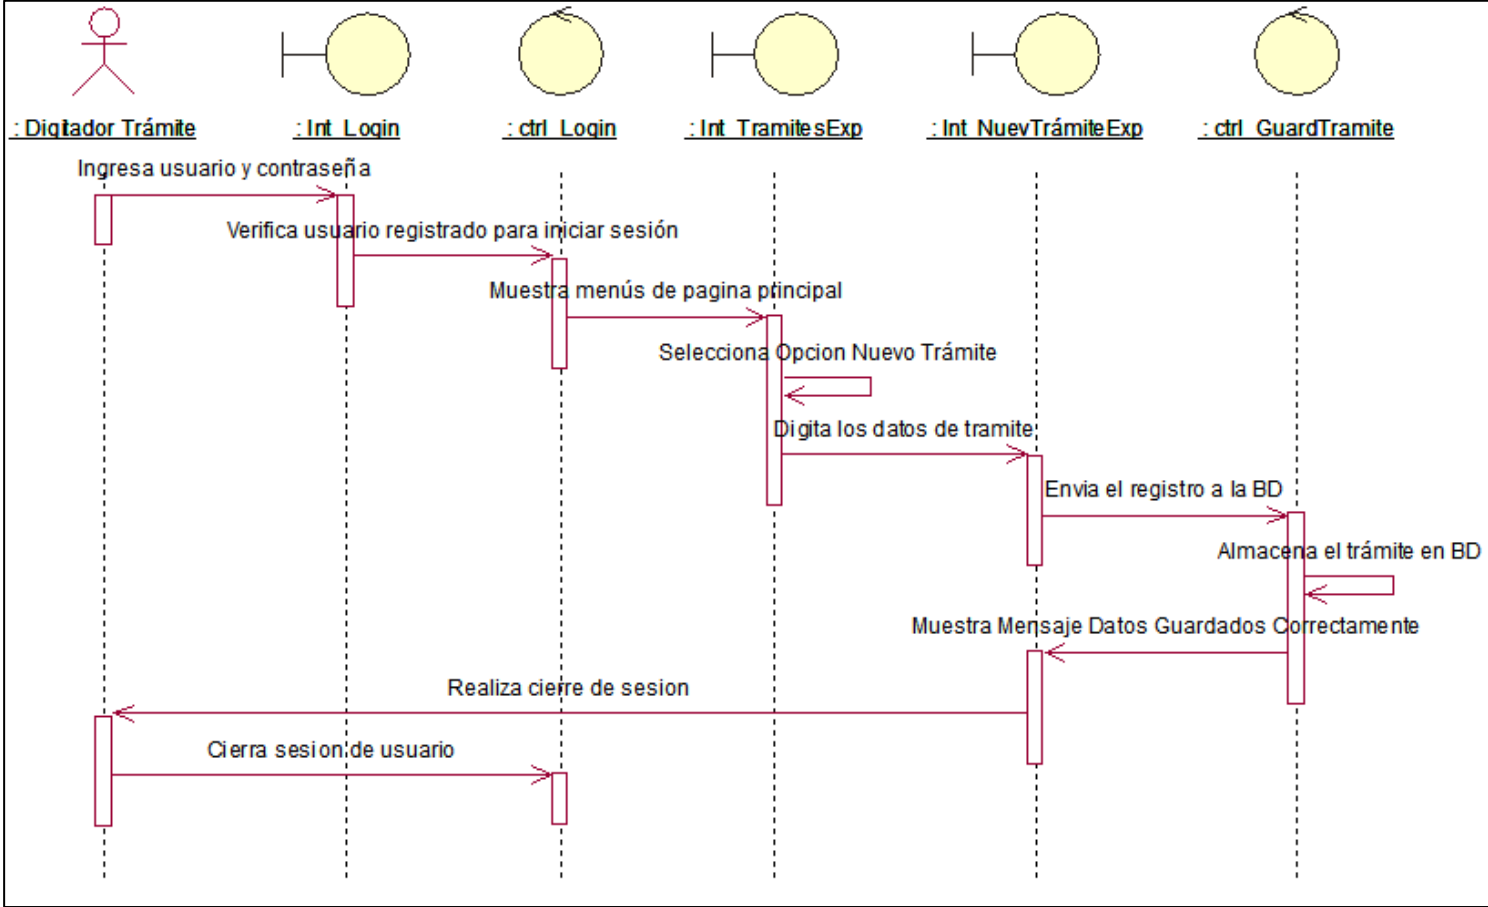 : Digitador Trámite
: Int_Login
: ctrl_Login
: Int_TramitesExp
: Int_NuevTrámiteExp
: ctrl_GuardTramite
Ingresa usuario y contraseña
Verifica usuario registrado para iniciar sesión
Muestra menús de pagina principal
Selecciona Opcion Nuevo Trámite
Digita los datos de tramite
Envia el registro a la BD
Almacena el trámite en BD
Muestra Mensaje Datos Guardados Correctamente
Realiza cierre de sesion
Cierra sesion de usuario